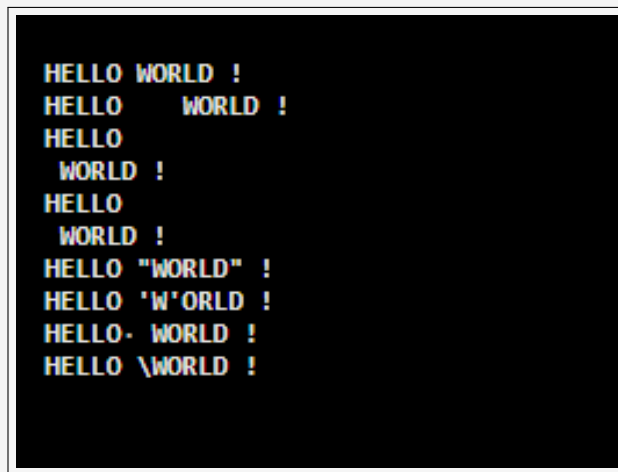 HELLO WORLD !
HELLO    WORLD !
HELLO
 WORLD !
HELLO
 WORLD !
HELLO "WORLD" !
HELLO 'W'ORLD !
HELLO· WORLD !
HELLO \WORLD !